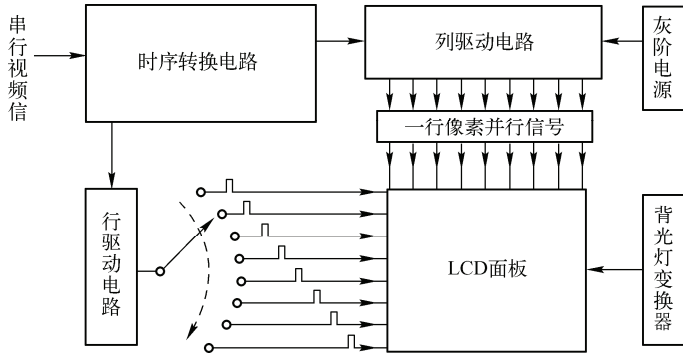 串行视频信
时序转换电路
列驱动电路
灰阶电源
一行像素并行信号
行驱动电路
LCD面板
背光灯变换器